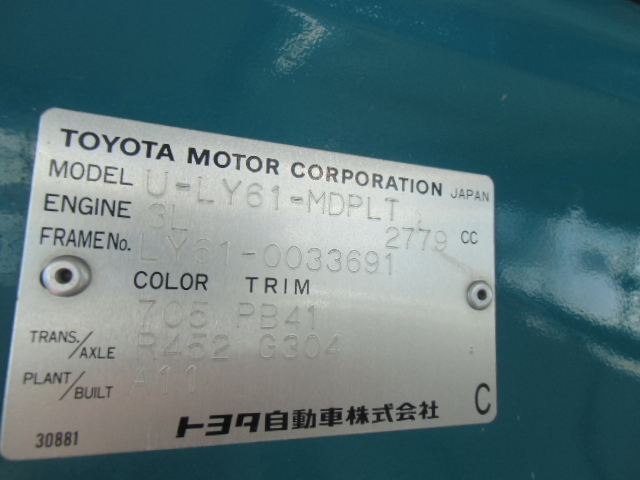 TOYOTA MOTOR CORPORATION JAPAN
MODEL U-LY61-MDPLT
ENGINE 3L 2779 CC
FRAME No. LY61-0033691
COLOR TRIM
705 PB41
TRANS./AXLE R452 G304
PLANT/BUILT A11
トヨタ自動車株式会社 C
30881